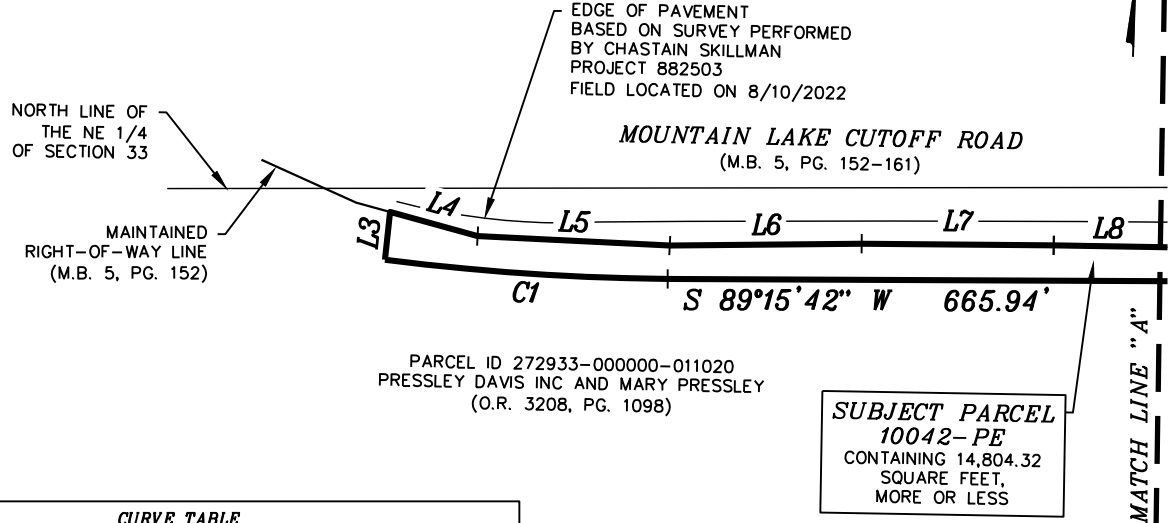 EDGE OF PAVEMENT
BASED ON SURVEY PERFORMED
BY CHASTAIN SKILLMAN
PROJECT 882503
FIELD LOCATED ON 8/10/2022
NORTH LINE OF
THE NE 1/4
OF SECTION 33
MOUNTAIN LAKE CUTOFF ROAD
(M.B. 5, PG. 152-161)
MAINTAINED
RIGHT-OF-WAY LINE
(M.B. 5, PG. 152)
L3
L4
L5
L6
L7
L8
C1
S 89°15'42" W 665.94'
PARCEL ID 272933-000000-011020
PRESSLEY DAVIS INC AND MARY PRESSLEY
(O.R. 3208, PG. 1098)
SUBJECT PARCEL
10042-PE
CONTAINING 14,804.32
SQUARE FEET,
MORE OR LESS
MATCH LINE "A"
CURVE TABLE